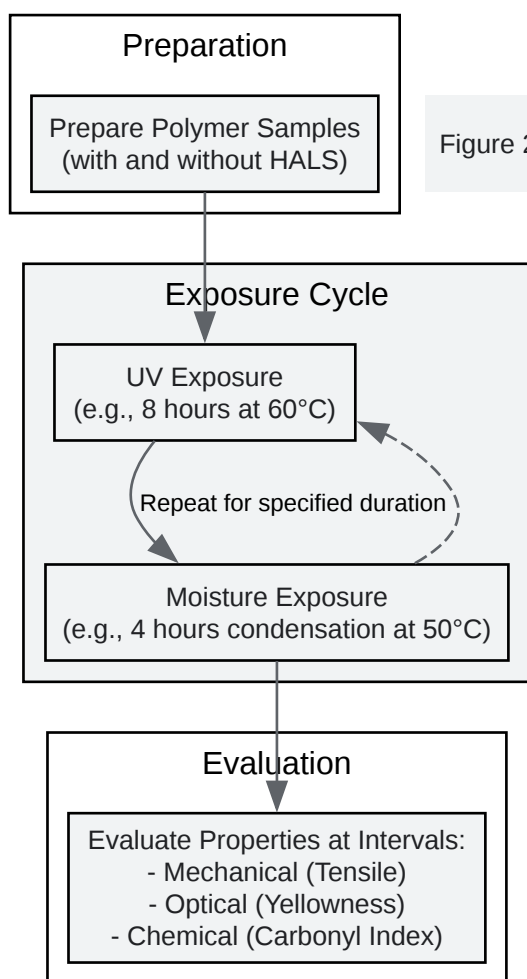 Preparation
Prepare Polymer Samples
(with and without HALS)
Figure 2
Exposure Cycle
UV Exposure
(e.g., 8 hours at 60°C)
Repeat for specified duration
Moisture Exposure
(e.g., 4 hours condensation at 50°C)
Evaluation
Evaluate Properties at Intervals:
- Mechanical (Tensile)
- Optical (Yellowness)
- Chemical (Carbonyl Index)